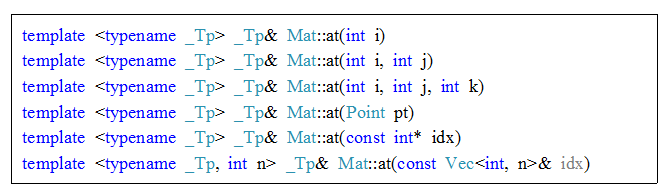 template <typename _Tp> _Tp& Mat::at(int i)
template <typename _Tp> _Tp& Mat::at(int i, int j)
template <typename _Tp> _Tp& Mat::at(int i, int j, int k)
template <typename _Tp> _Tp& Mat::at(Point pt)
template <typename _Tp> _Tp& Mat::at(const int* idx)
template <typename _Tp, int n> _Tp& Mat::at(const Vec<int, n>& idx)